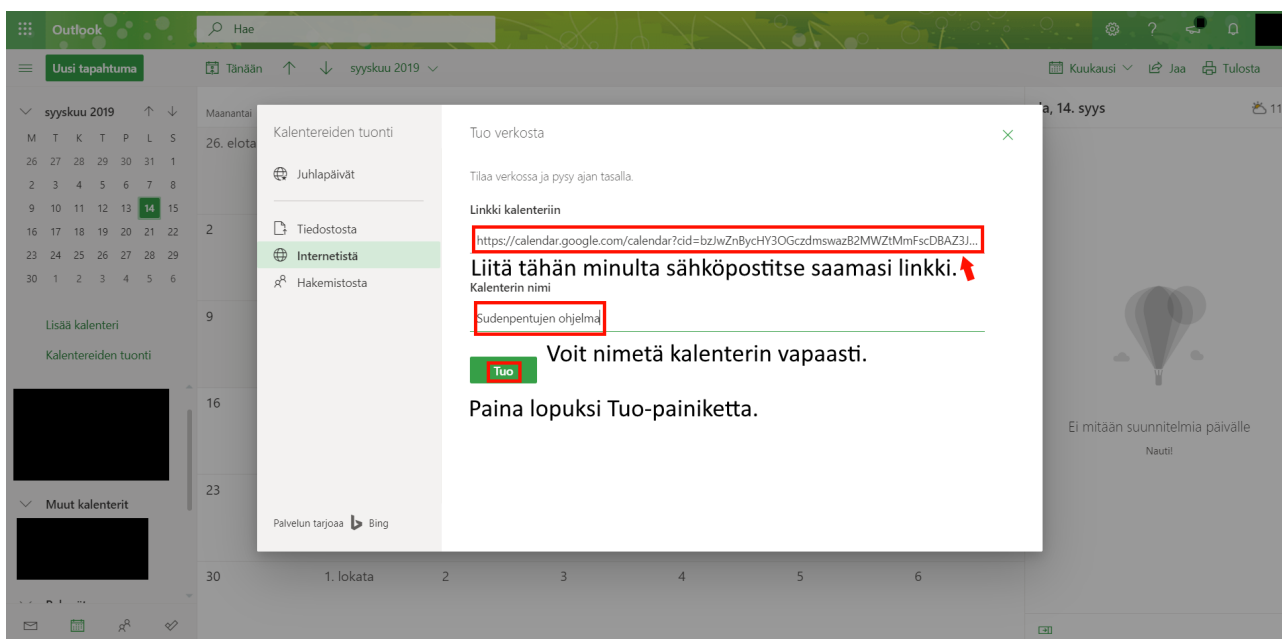 Outlook
Hae
Uusi tapahtuma
Tänään
syyskuu 2019
Kuukausi
Jaa
Tulosta
syyskuu 2019
M T K T P L S
26 27 28 29 30 31 1
2 3 4 5 6 7 8
9 10 11 12 13 14 15
16 17 18 19 20 21 22
23 24 25 26 27 28 29
30 1 2 3 4 5 6
Lisää kalenteri
Kalentereiden tuonti
Muut kalenterit
Maanantai
26. elota
2
9
16
23
30 1. lokata 2 3 4 5 6
Kalentereiden tuonti
Juhlapäivät
Tiedostosta
Internetistä
Hakemistosta
Palvelun tarjoaa Bing
Tuo verkosta
Tilaa verkossa ja pysy ajan tasalla.
Linkki kalenteriin
https://calendar.google.com/calendar?cid=bzJwZnBycHY3OGczdmswazB2MWZtMmFscDBAZ3J...
Liitä tähän minulta sähköpostitse saamasi linkki.
Kalenterin nimi
Sudenpentujen ohjelma
Voit nimetä kalenterin vapaasti.
Tuo
Paina lopuksi Tuo-painiketta.
a, 14. syys
11
Ei mitään suunnitelmia päivälle
Nauti!